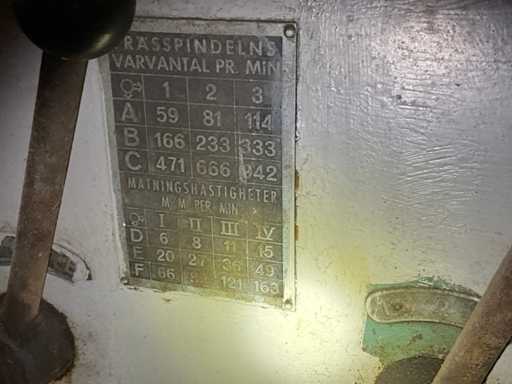 FRÄSSPINDELNS
VARVANTAL PR. MIN
1 2 3
A 59 81 114
B 166 233 333
C 471 666 942
MATNINGSHASTIGHETER
M.M. PER. MIN.
I II III IV
D 6 8 11 15
E 20 27 36 49
F 66 121 163